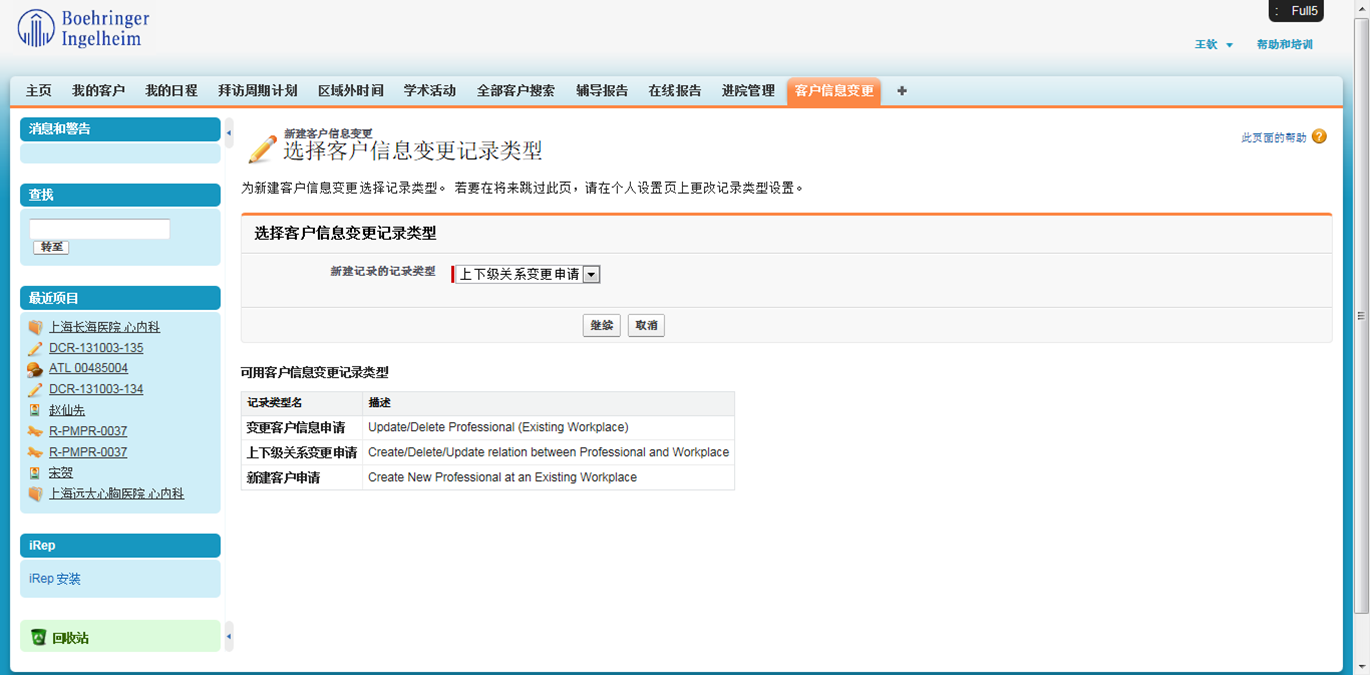 Boehringer
Ingelheim
: Full5
王钦 帮助和培训
主页 我的客户 我的日程 拜访周期计划 区域外时间 学术活动 全部客户搜索 辅导报告 在线报告 进院管理 客户信息变更 +
消息和警告
查找
转至
最近项目
上海长海医院 心内科
DCR-131003-135
ATL 00485004
DCR-131003-134
赵仙先
R-PMPR-0037
R-PMPR-0037
宋贺
上海远大心胸医院 心内科
iRep
iRep 安装
回收站
新建客户信息变更
选择客户信息变更记录类型
此页面的帮助 ?
为新建客户信息变更选择记录类型。 若要在将来跳过此页，请在个人设置页上更改记录类型设置。
选择客户信息变更记录类型
新建记录的记录类型 上下级关系变更申请
继续 取消
可用客户信息变更记录类型
记录类型名 描述
变更客户信息申请 Update/Delete Professional (Existing Workplace)
上下级关系变更申请 Create/Delete/Update relation between Professional and Workplace
新建客户申请 Create New Professional at an Existing Workplace